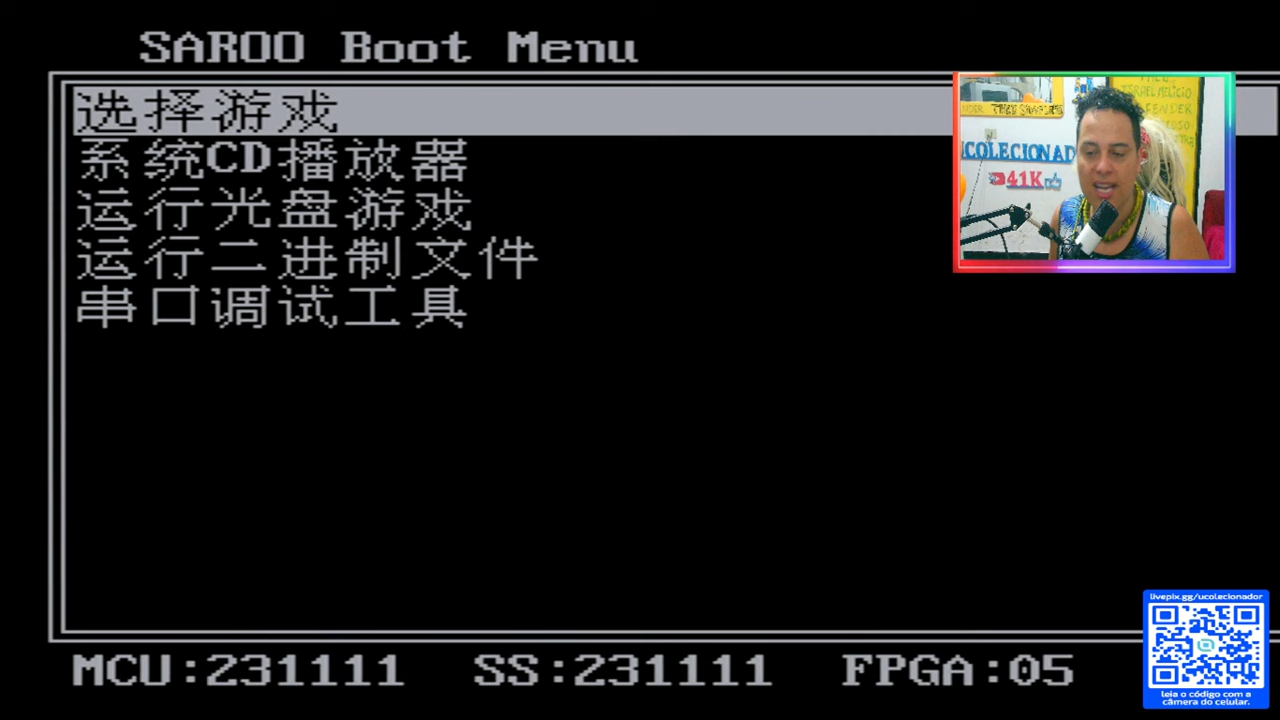 SAROO Boot Menu
选择游戏
系统CD播放器
运行光盘游戏
运行二进制文件
串口调试工具
MCU:231111 SS:231111 FPGA:05
COLECIONAD
41K
livepix.gg/ucolecionador
leia o código com a
câmera do celular.